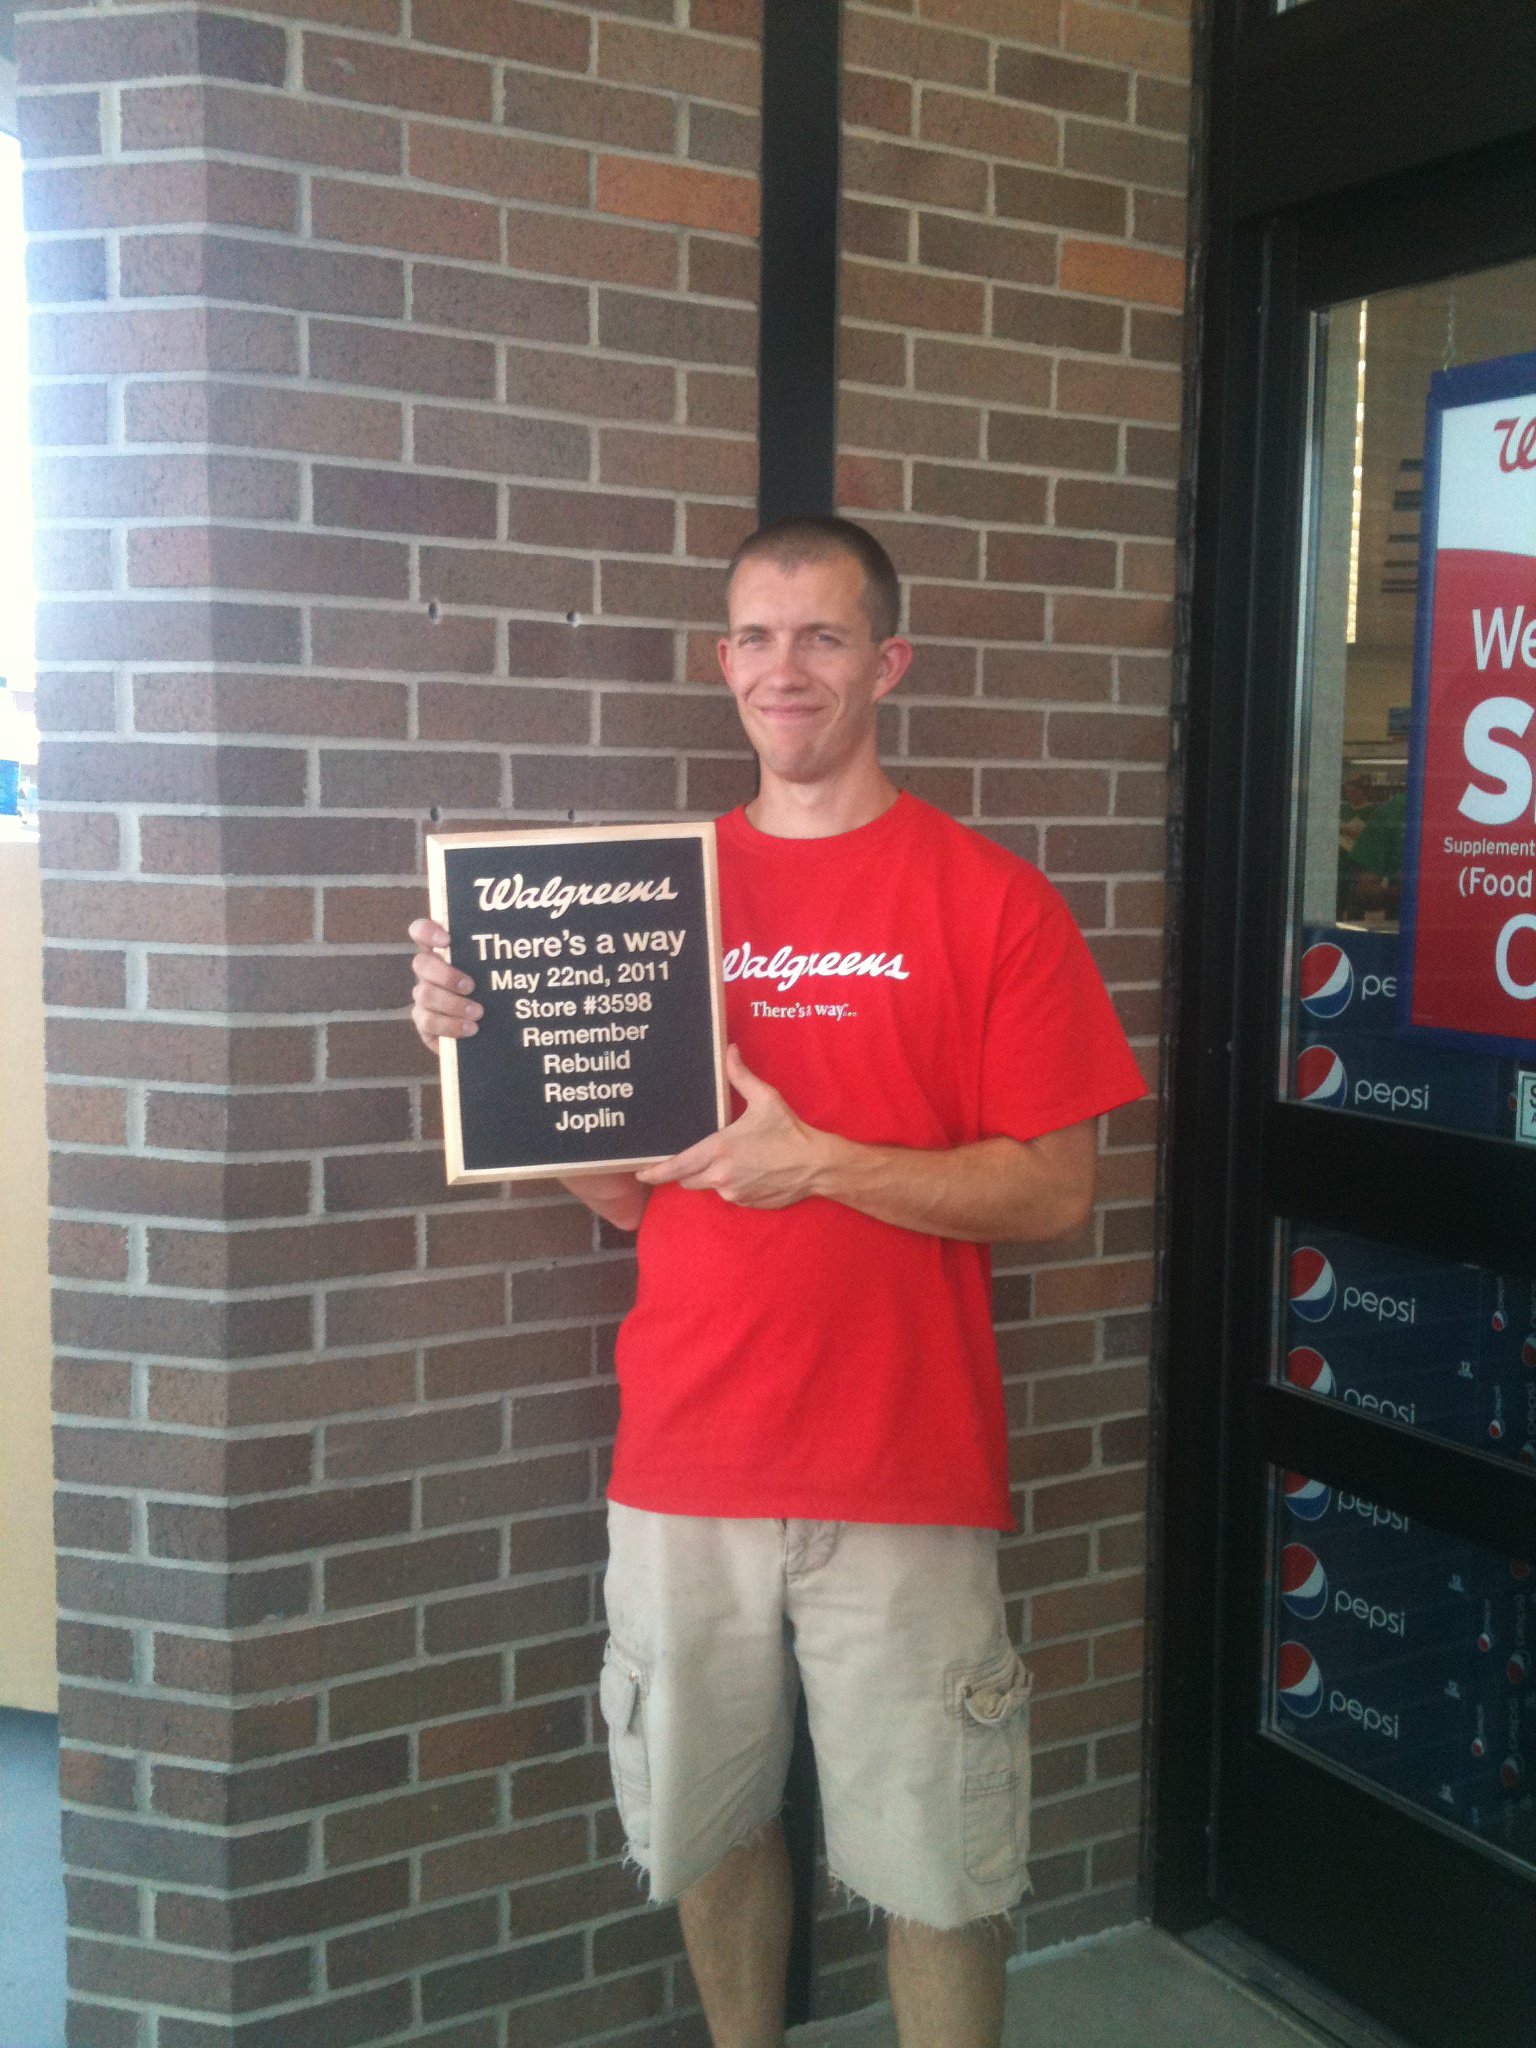 Walgreens
There's a way
May 22nd, 2011
Store #3598
Remember
Rebuild
Restore
Joplin
Walgreens
There's a way...
We
Supplement
(Food
pepsi
pepsi
pepsi
pepsi
pepsi
pepsi